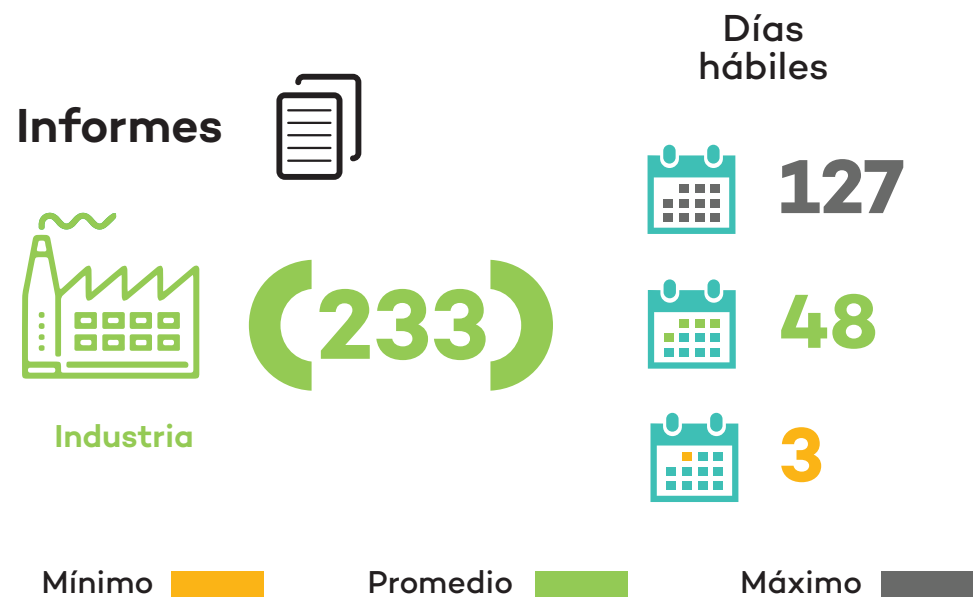 Días
hábiles
Informes
127
(233)
48
Industria
3
Mínimo
Promedio
Máximo